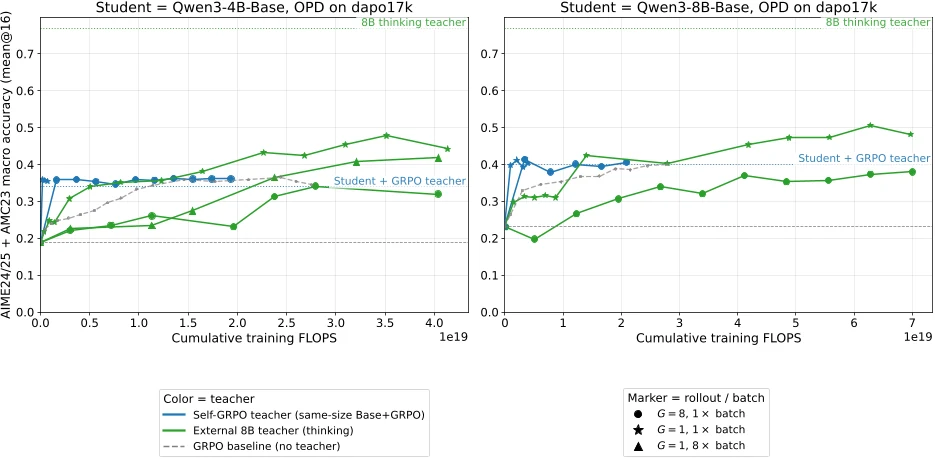 Student = Qwen3-4B-Base, OPD on dapo17k
8B thinking teacher
Student + GRPO teacher
AIME24/25 + AMC23 macro accuracy (mean@16)
0.7
0.6
0.5
0.4
0.3
0.2
0.1
0.0
0.0 0.5 1.0 1.5 2.0 2.5 3.0 3.5 4.0
1e19
Cumulative training FLOPS
Student = Qwen3-8B-Base, OPD on dapo17k
8B thinking teacher
Student + GRPO teacher
0.7
0.6
0.5
0.4
0.3
0.2
0.1
0.0
0 1 2 3 4 5 6 7
1e19
Cumulative training FLOPS
Color = teacher
Self-GRPO teacher (same-size Base+GRPO)
External 8B teacher (thinking)
GRPO baseline (no teacher)
Marker = rollout / batch
G = 8, 1× batch
G = 1, 1× batch
G = 1, 8× batch